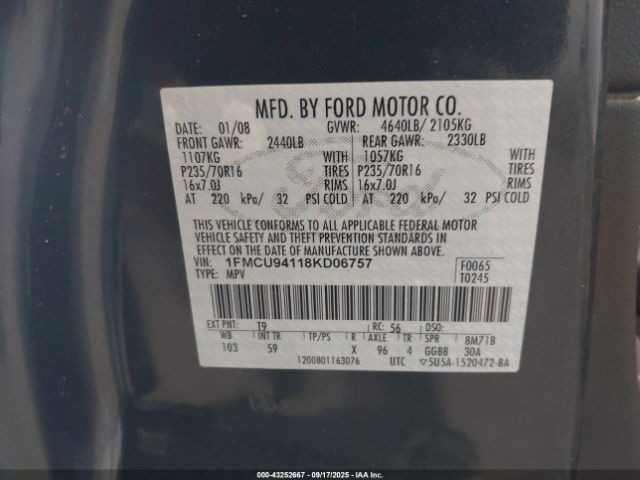 MFD. BY FORD MOTOR CO.
DATE: 01/08 GVWR: 4640LB/ 2105KG
FRONT GAWR: 2440LB REAR GAWR: 2330LB
1107KG WITH 1057KG WITH
P235/70R16 TIRES P235/70R16 TIRES
16x7.0J RIMS 16x7.0J RIMS
AT 220 kPa/ 32 PSI COLD AT 220 kPa/ 32 PSI COLD
THIS VEHICLE CONFORMS TO ALL APPLICABLE FEDERAL MOTOR
VEHICLE SAFETY AND THEFT PREVENTION STANDARDS IN
EFFECT ON THE DATE OF MANUFACTURE SHOWN ABOVE.
VIN: 1FMCU94118KD06757 F0065
TYPE: MPV T0245
EXT PNT: T9 RC: 56 DSO:
WB INT TR TP/PS R AXLE TR SPR 8M71B
103 59 X 96 4 GGBB 30A
1200801163076 UTC ▽5U5A-1520472-BA
Ford
000-43252667 - 09/17/2025 - IAAI.COM